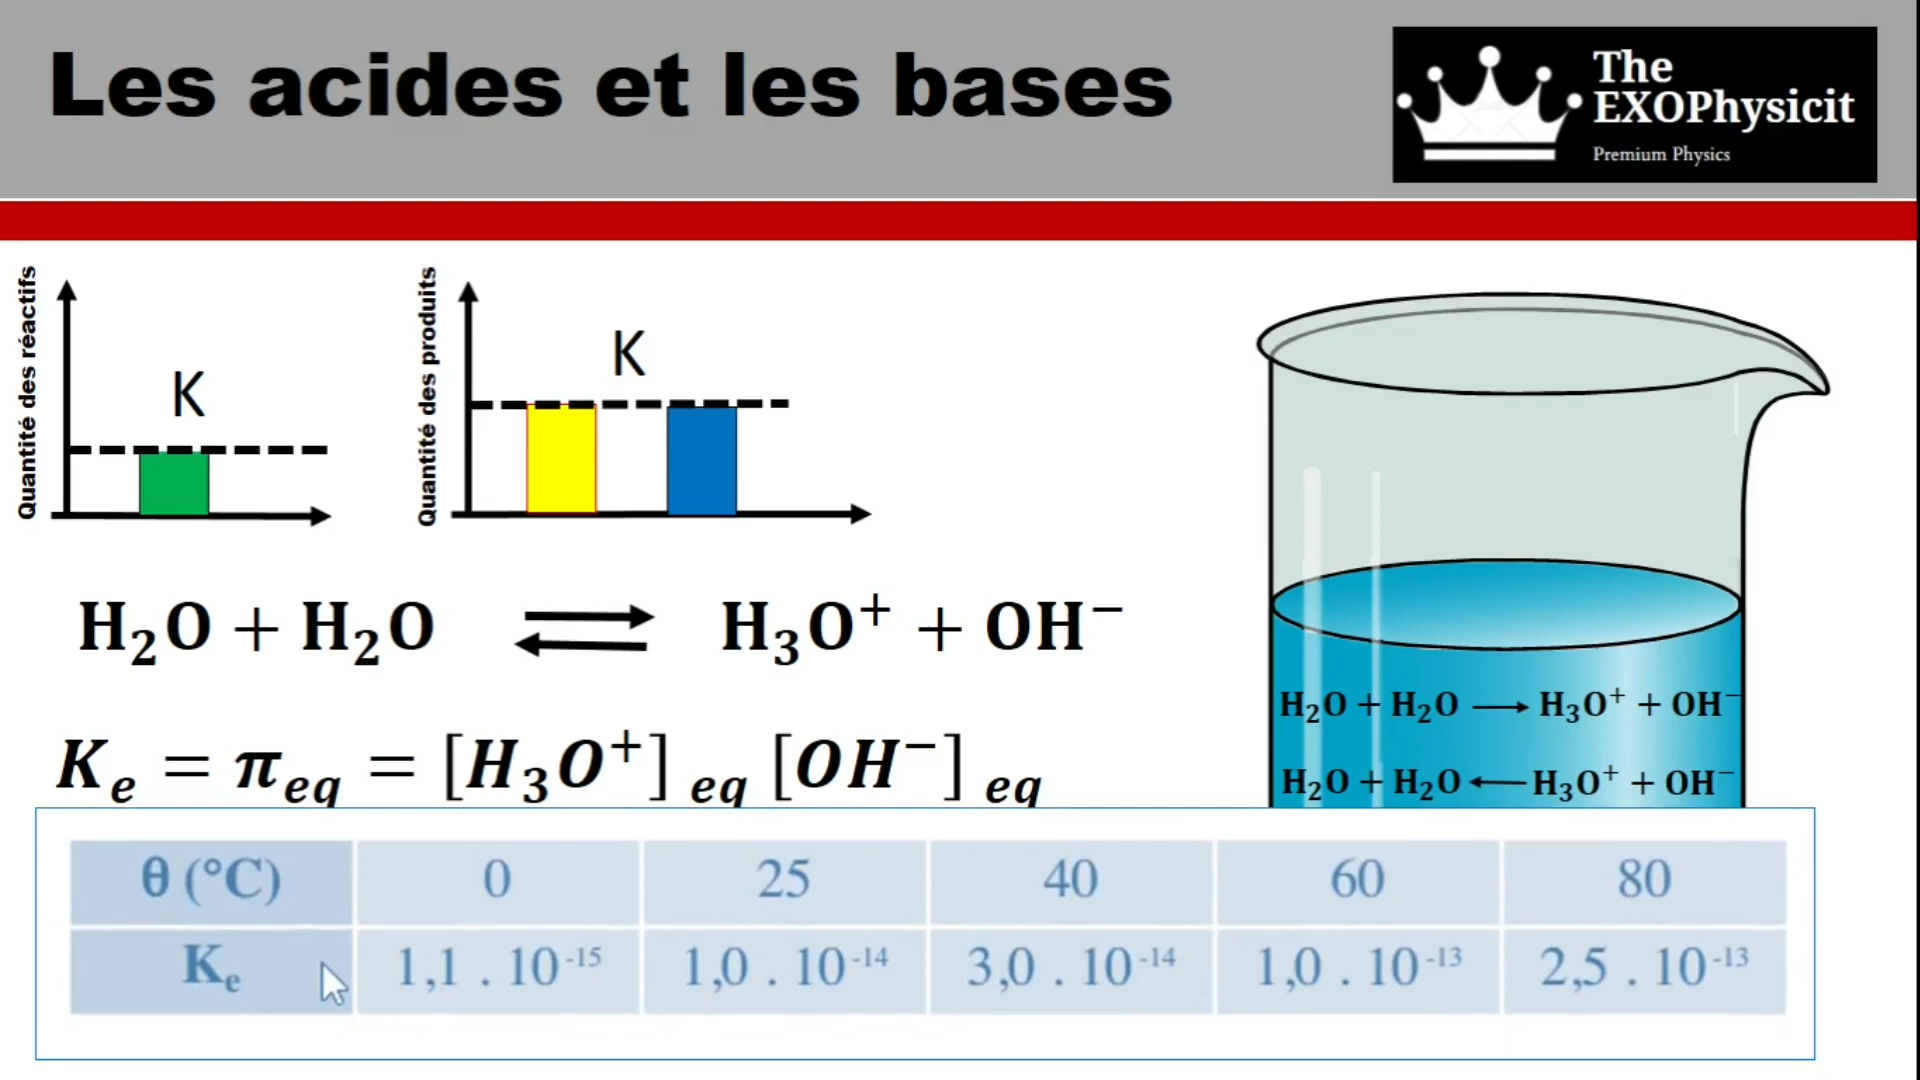 Les acides et les bases
The
EXOPhysicit
Premium Physics
Quantité des réactifs
K
Quantité des produits
K
H₂O + H₂O ⇌ H₃O⁺ + OH⁻
Kₑ = π_eq = [H₃O⁺]_eq [OH⁻]_eq
H₂O + H₂O ⟶ H₃O⁺ + OH⁻
H₂O + H₂O ⟵ H₃O⁺ + OH⁻
θ (°C) 0 25 40 60 80
Kₑ 1,1 . 10⁻¹⁵ 1,0 . 10⁻¹⁴ 3,0 . 10⁻¹⁴ 1,0 . 10⁻¹³ 2,5 . 10⁻¹³